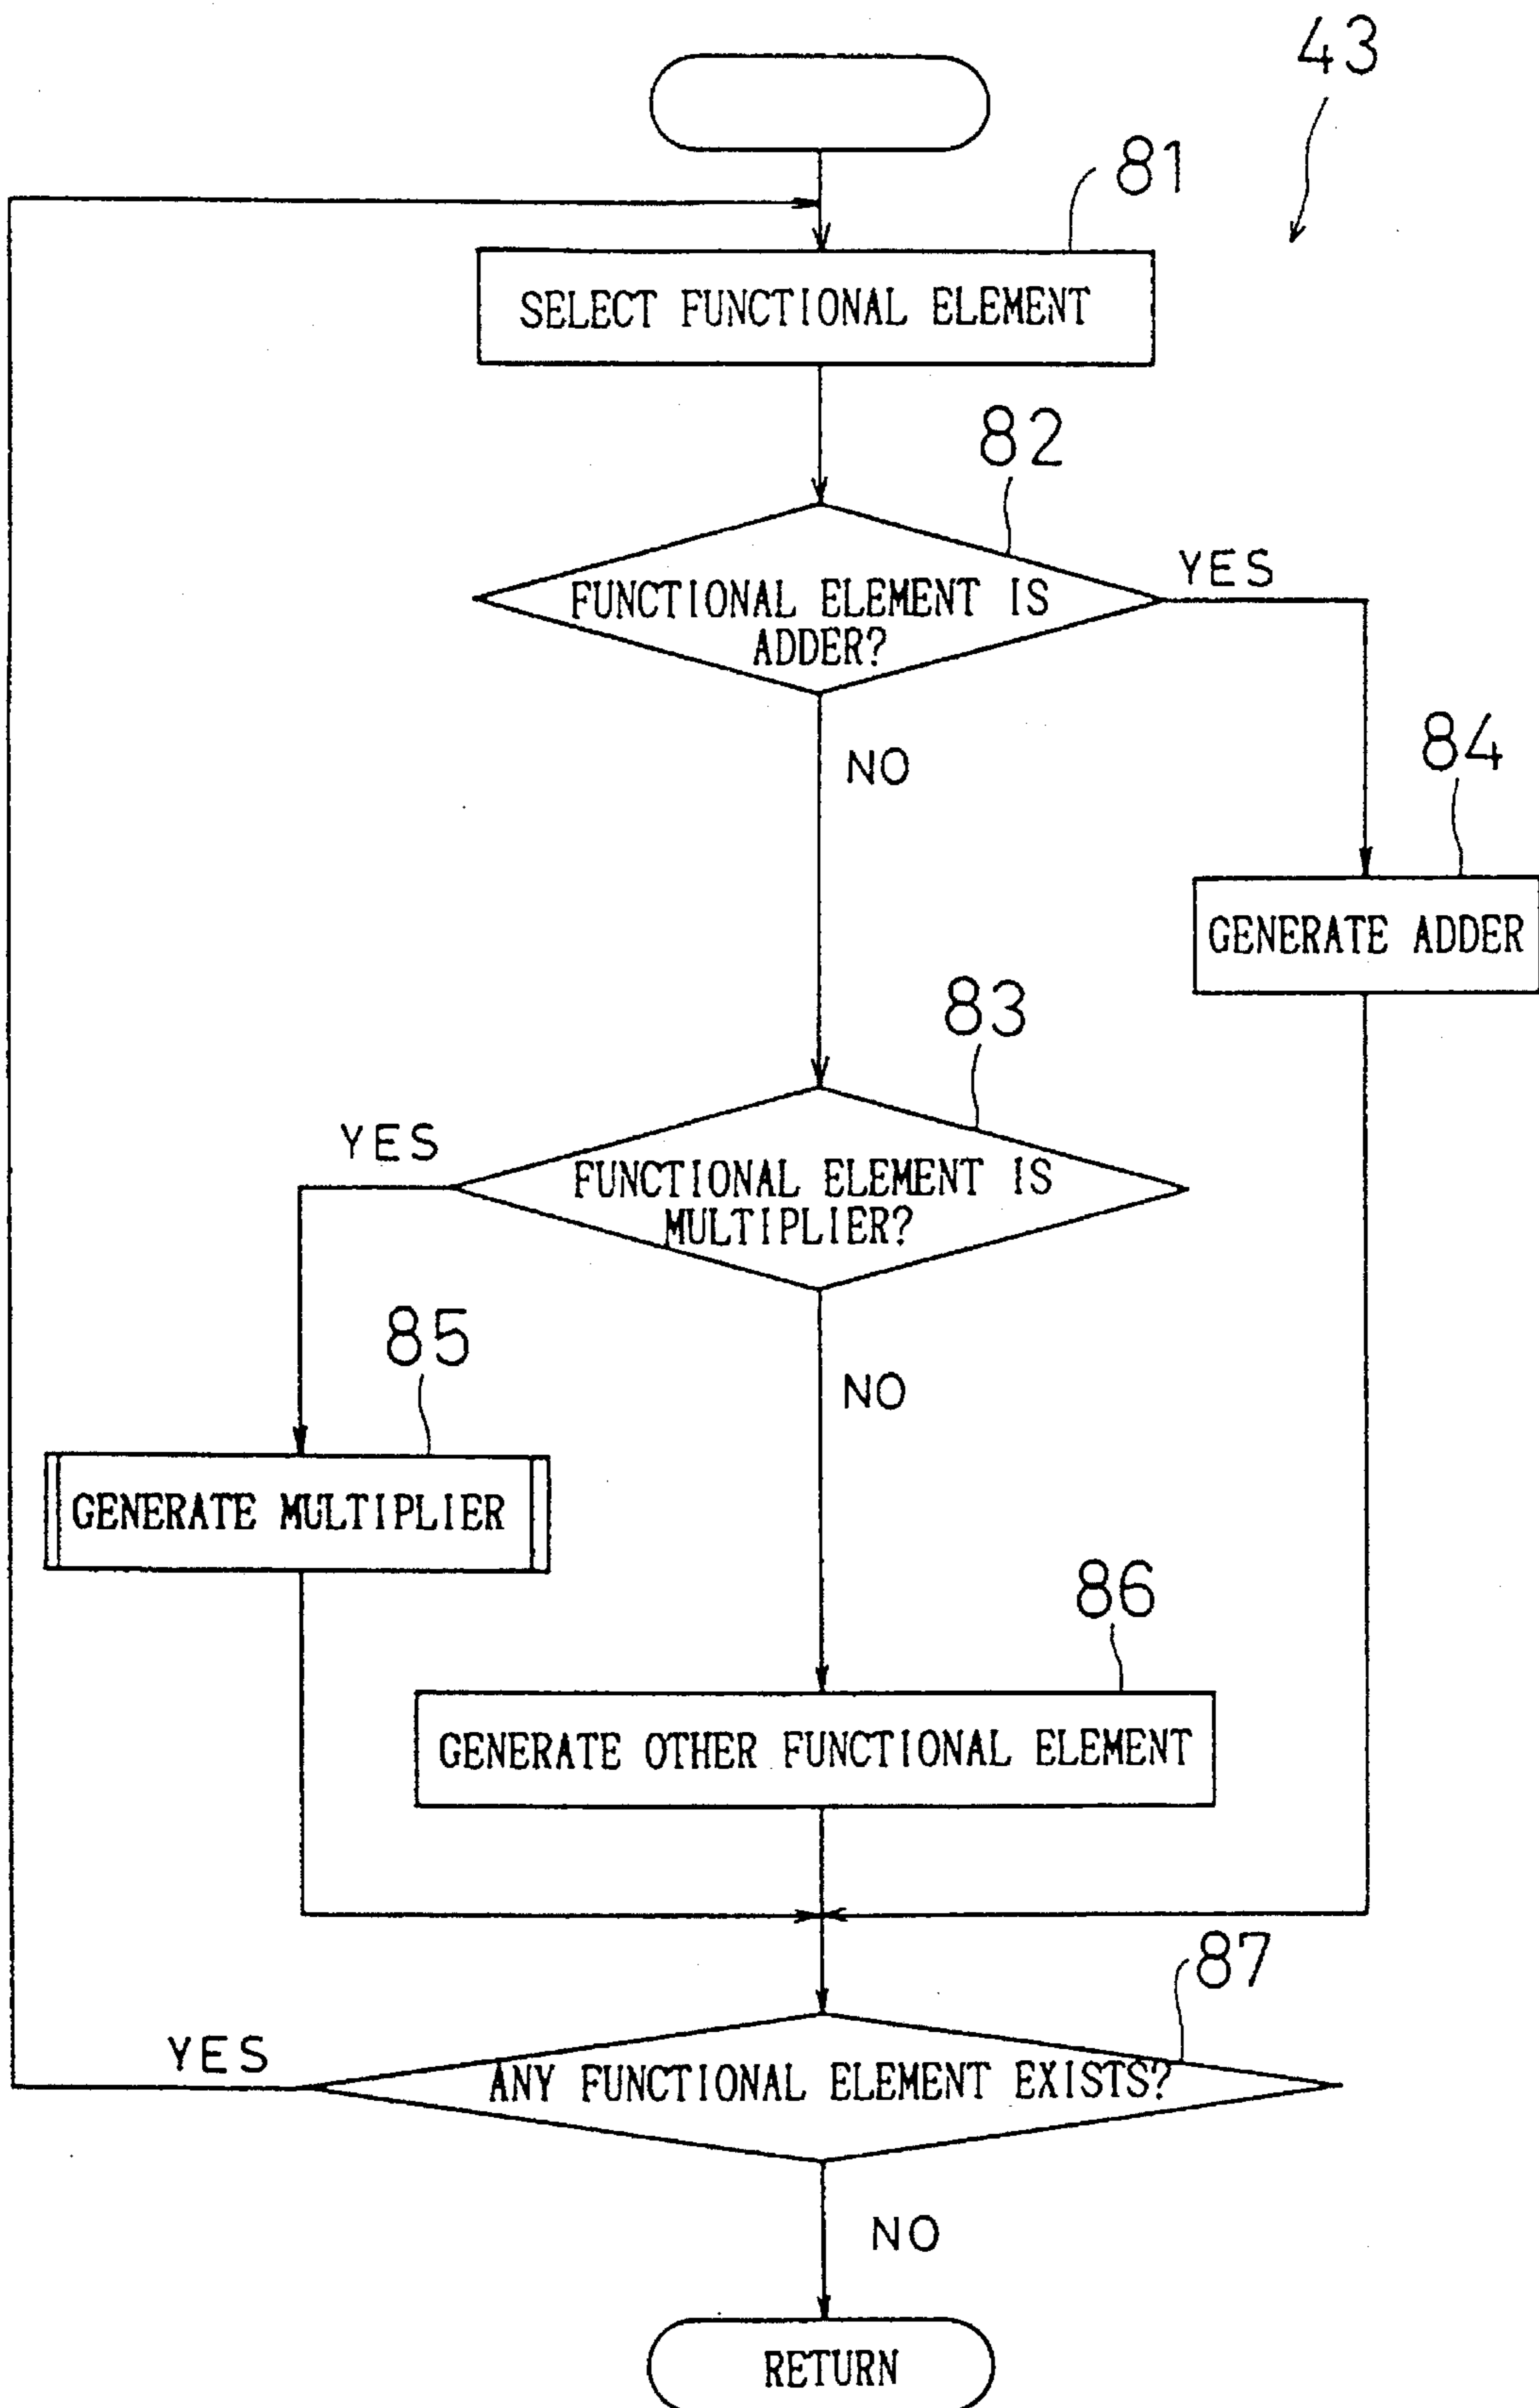 43
81
SELECT FUNCTIONAL ELEMENT
82
FUNCTIONAL ELEMENT IS
ADDER?
YES
NO
84
GENERATE ADDER
83
YES
FUNCTIONAL ELEMENT IS
MULTIPLIER?
85
NO
GENERATE MULTIPLIER
86
GENERATE OTHER FUNCTIONAL ELEMENT
87
YES
ANY FUNCTIONAL ELEMENT EXISTS?
NO
RETURN